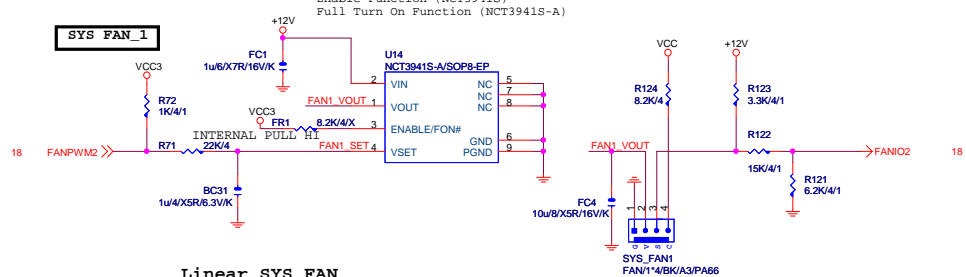 Enable Function (NCT3941S)
Full Turn On Function (NCT3941S-A)
SYS FAN_1
+12V
FC1
1u/6/X7R/16V/K
U14
NCT3941S-A/SOP8-EP
2 VIN NC 5
NC 7
FAN1_VOUT 1 VOUT NC 8
VCC3
FR1 8.2K/4/X 3 ENABLE/FON#
INTERNAL PULL HI
GND 6
FAN1_SET 4 VSET PGND 9
VCC3
R72
1K/4/1
18 FANPWM2 R71 22K/4
BC31
1u/4/X5R/6.3V/K
VCC +12V
R124
8.2K/4
R123
3.3K/4/1
FAN1_VOUT
R122
15K/4/1
FANIO2 18
R121
6.2K/4/1
FC4
10u/8/X5R/16V/K
1 2 3 4
G V S C
SYS_FAN1
FAN/1*4/BK/A3/PA66
Linear SYS FAN